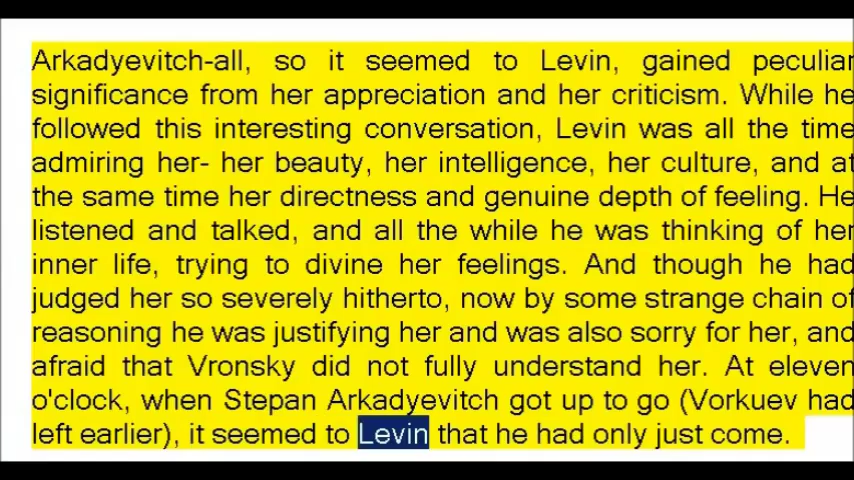 Arkadyevitch-all, so it seemed to Levin, gained peculiar
significance from her appreciation and her criticism. While he
followed this interesting conversation, Levin was all the time
admiring her- her beauty, her intelligence, her culture, and at
the same time her directness and genuine depth of feeling. He
listened and talked, and all the while he was thinking of her
inner life, trying to divine her feelings. And though he had
judged her so severely hitherto, now by some strange chain of
reasoning he was justifying her and was also sorry for her, and
afraid that Vronsky did not fully understand her. At eleven
o'clock, when Stepan Arkadyevitch got up to go (Vorkuev had
left earlier), it seemed to Levin that he had only just come.